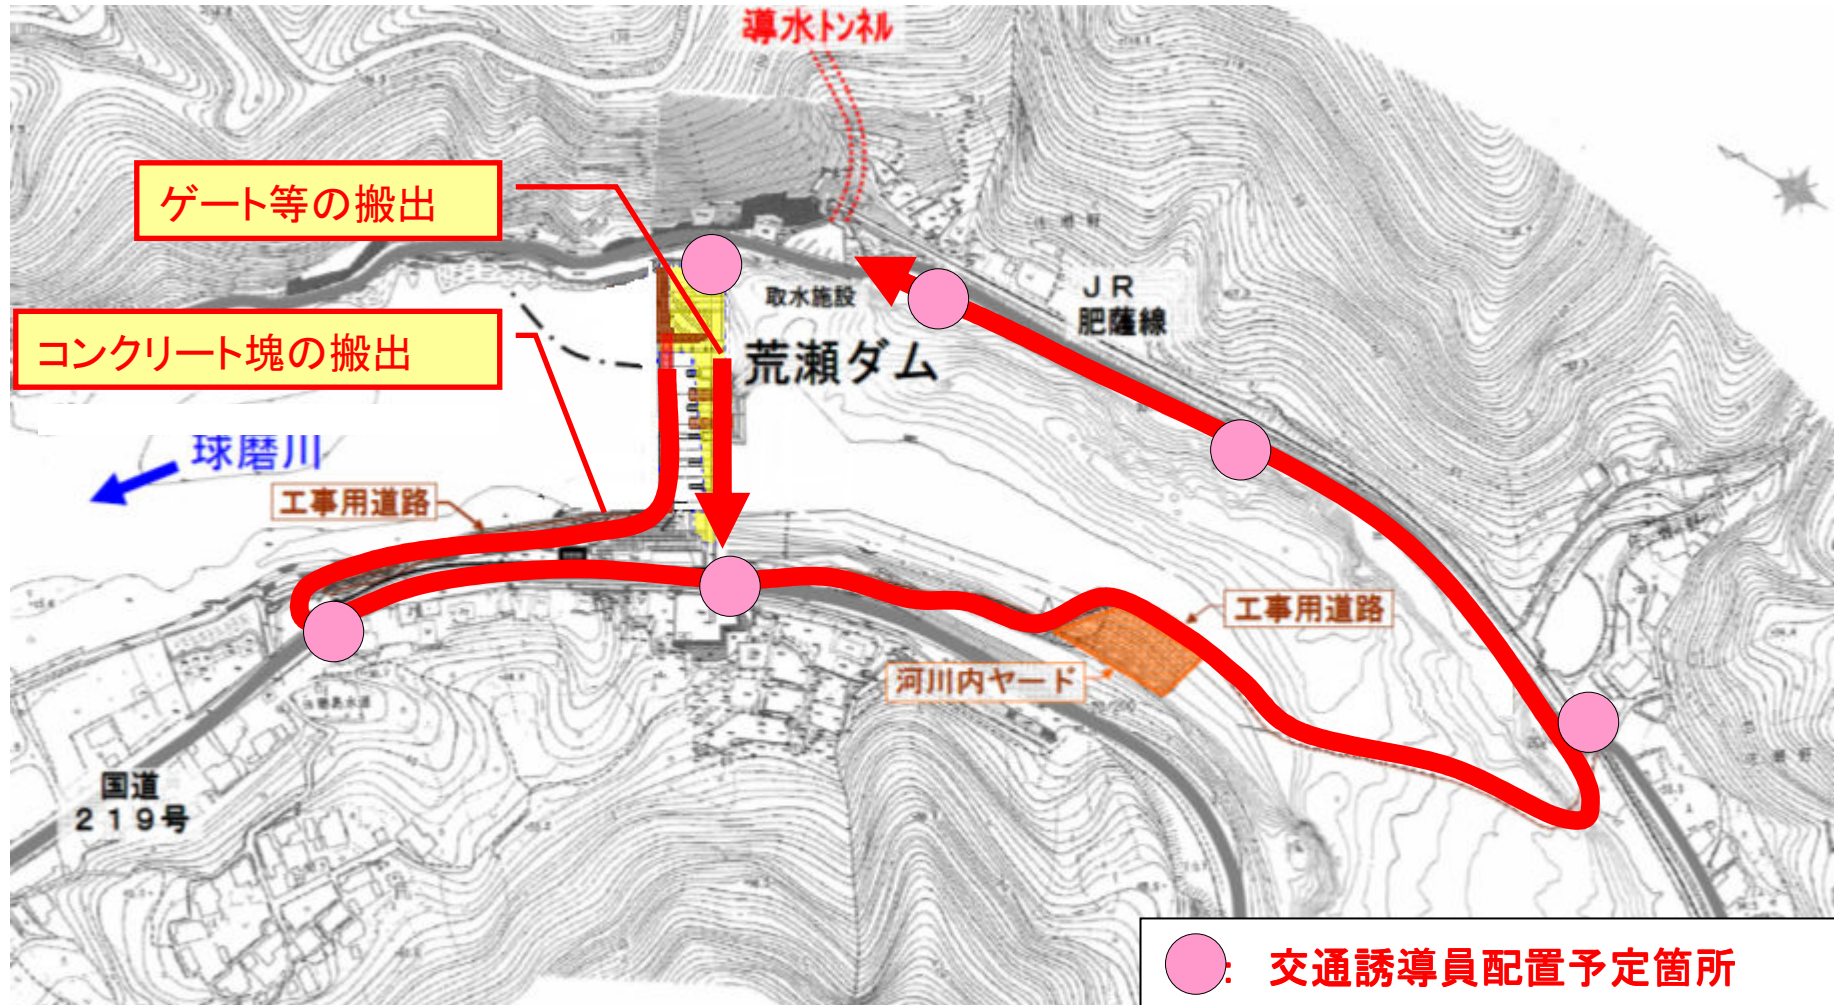 導水トンネル
ゲート等の搬出
取水施設
JR
肥薩線
コンクリート塊の搬出
荒瀬ダム
球磨川
工事用道路
工事用道路
河川内ヤード
国道
219号
: 交通誘導員配置予定箇所